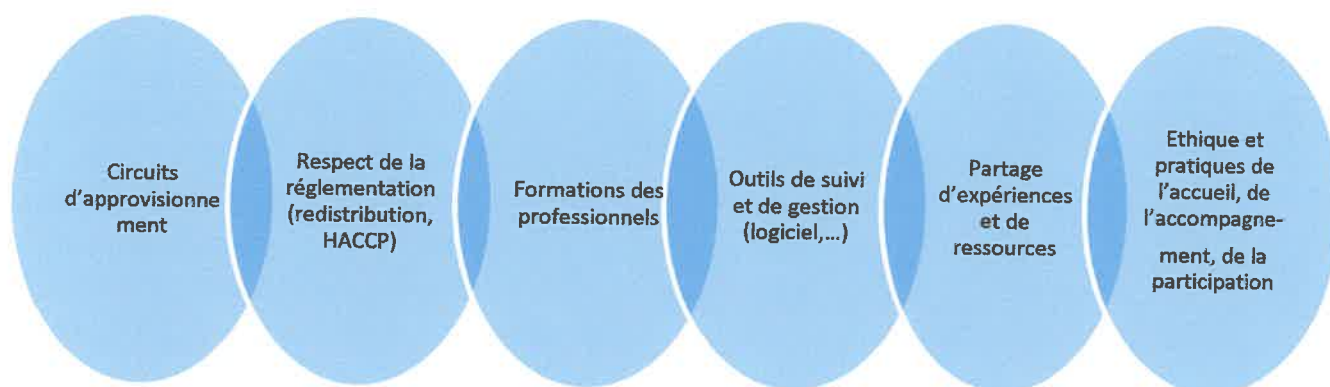 Circuits
d'approvisionne
ment
Respect de la
réglementation
(redistribution,
HACCP)
Formations des
professionnels
Outils de suivi
et de gestion
(logiciel,...)
Partage
d'expériences
et de
ressources
Ethique et
pratiques de
l'accueil, de
l'accompagne-
ment, de la
participation